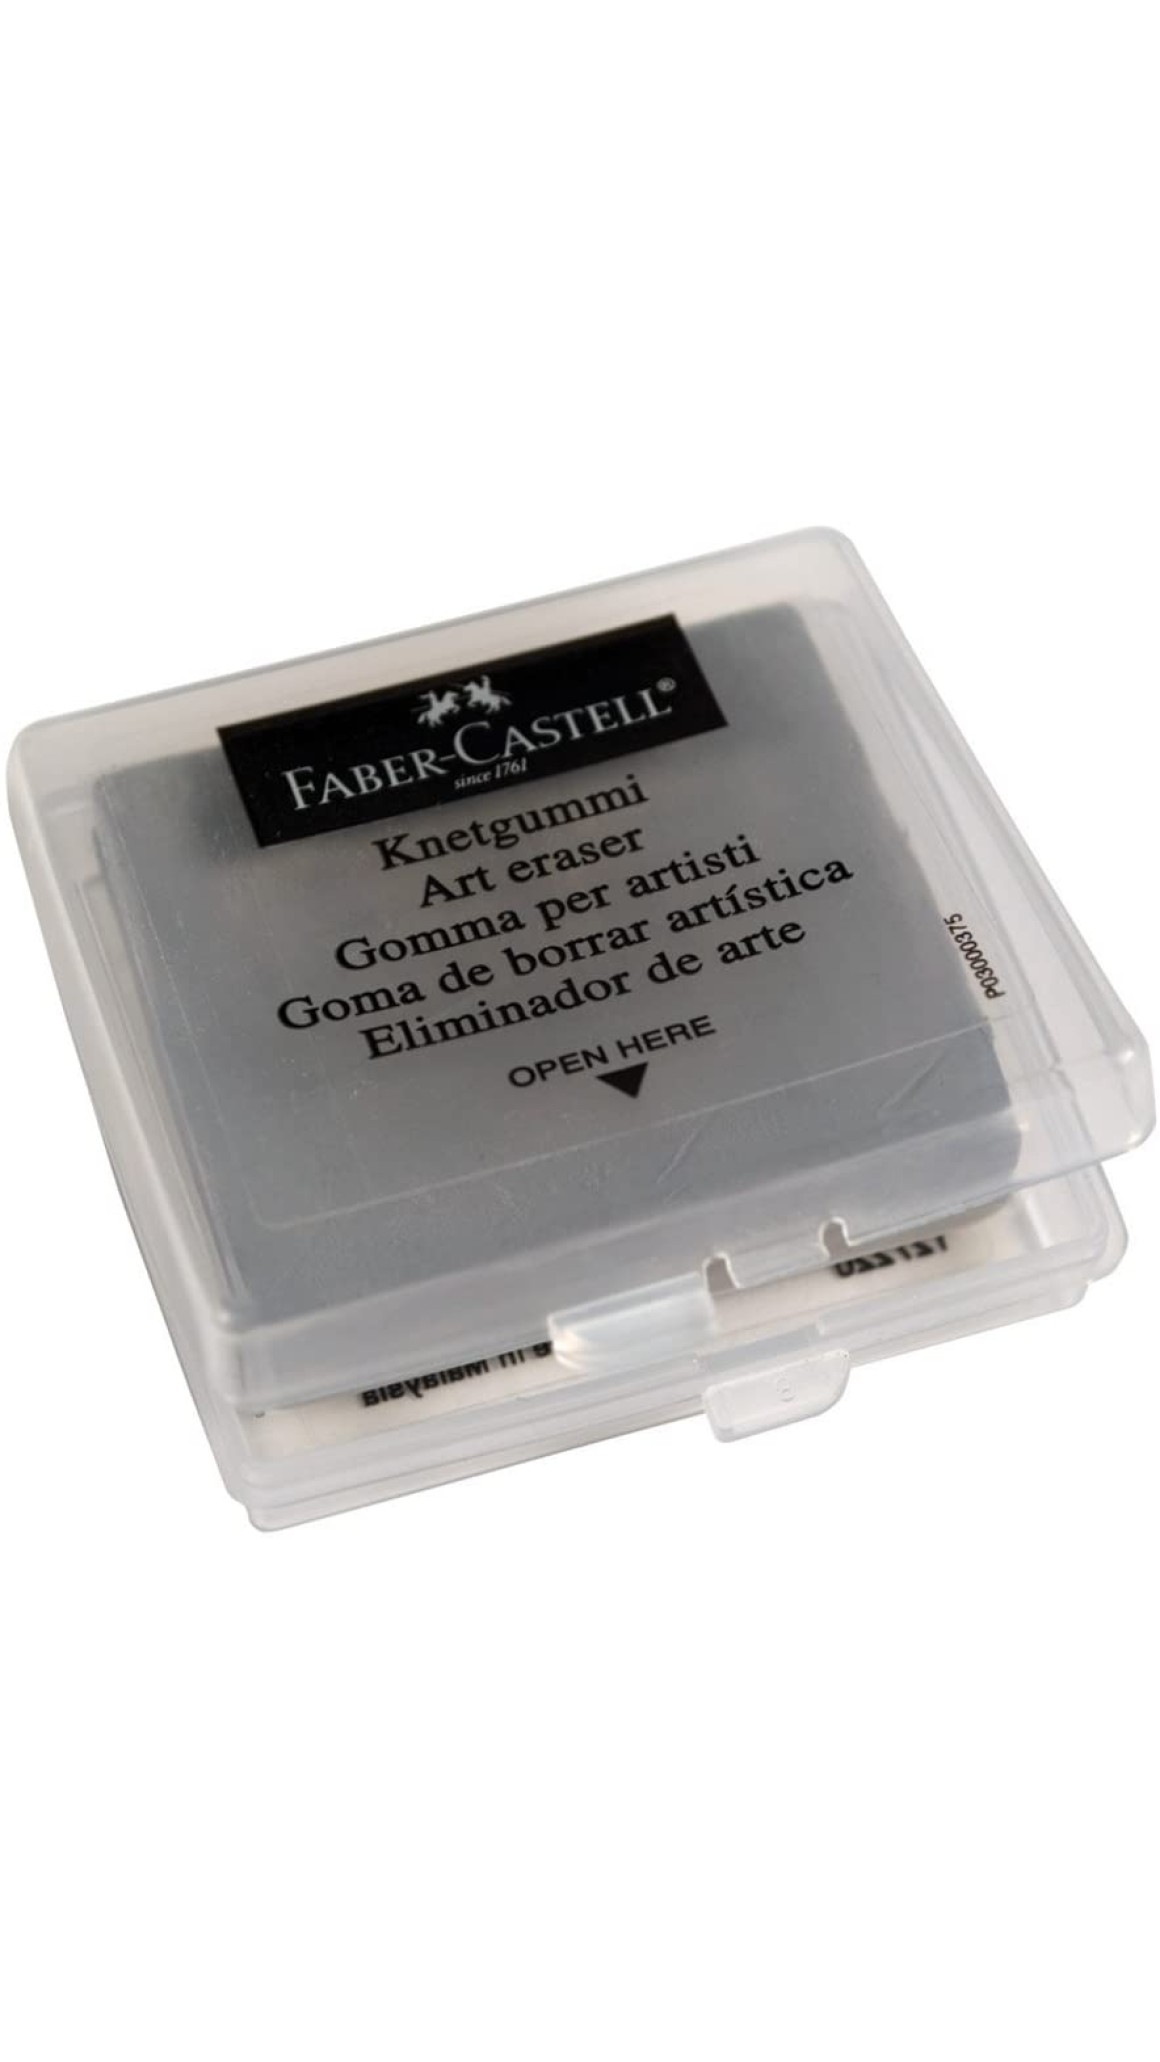 FABER-CASTELL®
since 1761
Knetgummi
Art eraser
Gomma per artisti
Goma de borrar artística
Eliminador de arte
OPEN HERE
P03000375
Malaysia